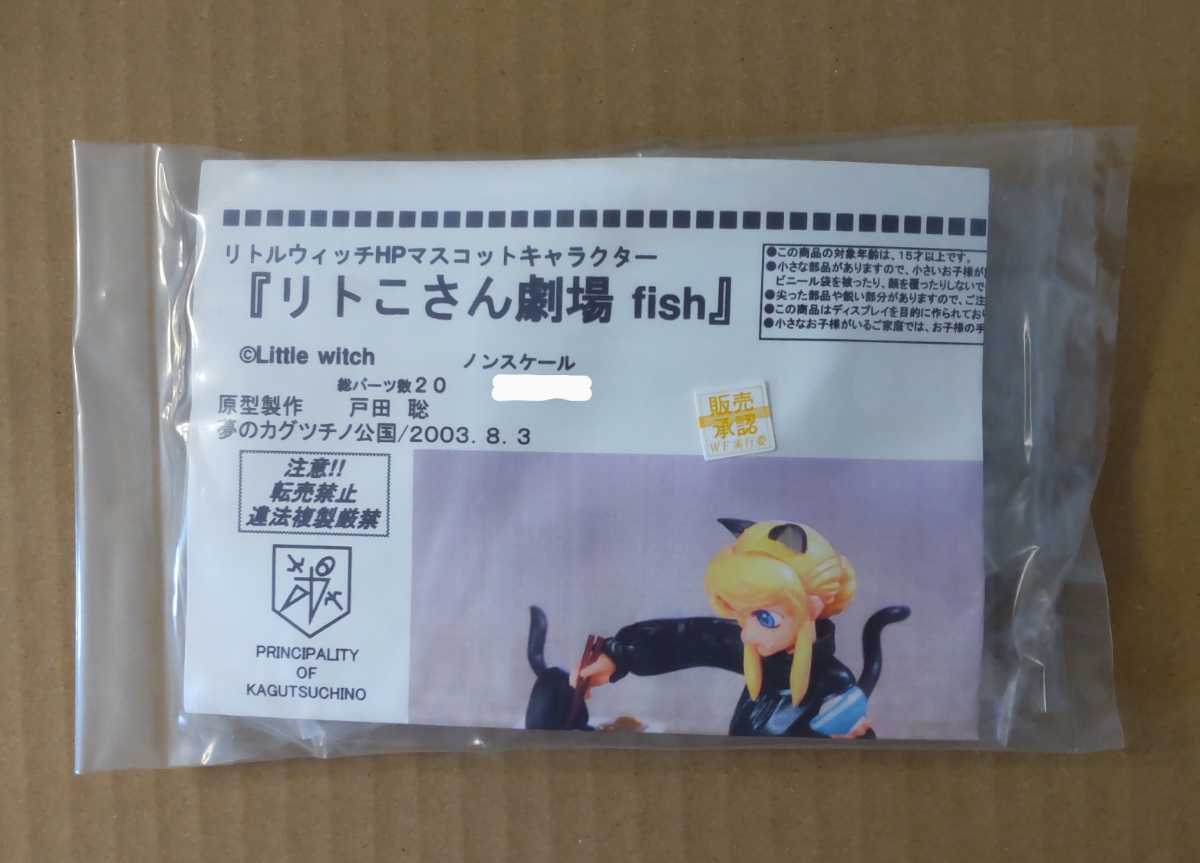 リトルウィッチHPマスコットキャラクター
『リトこさん劇場 fish』
©Little witch ノンスケール
総パーツ数20
原型製作 戸田 聡
夢のカグツチノ公国/2003.8.3
●この商品の対象年齢は、15才以上です。
●小さな部品がありますので、小さいお子様が
ビニール袋を被ったり、顔を覆ったりしないで
●尖った部品や鋭い部分がありますので、ご注
●この商品はディスプレイを目的に作られてお
●小さなお子様がいるご家庭では、お子様の手
販売
承認
WF実行委
注意!!
転売禁止
違法複製厳禁
PRINCIPALITY
OF
KAGUTSUCHINO